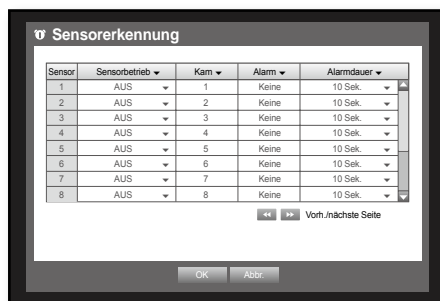 Sensorerkennung
Sensor Sensorbetrieb Kam Alarm Alarmdauer
1 AUS 1 Keine 10 Sek.
2 AUS 2 Keine 10 Sek.
3 AUS 3 Keine 10 Sek.
4 AUS 4 Keine 10 Sek.
5 AUS 5 Keine 10 Sek.
6 AUS 6 Keine 10 Sek.
7 AUS 7 Keine 10 Sek.
8 AUS 8 Keine 10 Sek.
Vorh./nächste Seite
OK Abbr.